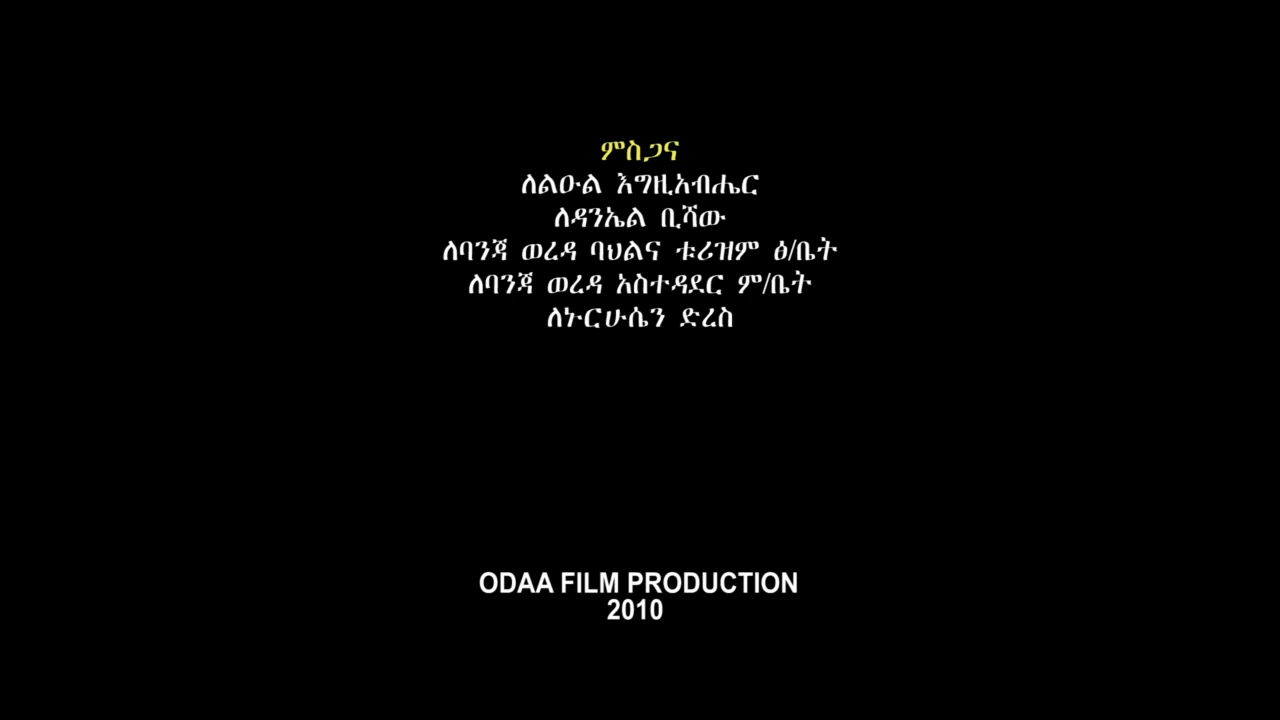 ምስጋና
ለልዑል እግዚአብሔር
ለዳንኤል ቢሻው
ለባንጃ ወረዳ ባህልና ቱሪዝም ፅ/ቤት
ለባንጃ ወረዳ አስተዳደር ም/ቤት
ለኑርሁሴን ድረስ
ODAA FILM PRODUCTION
2010